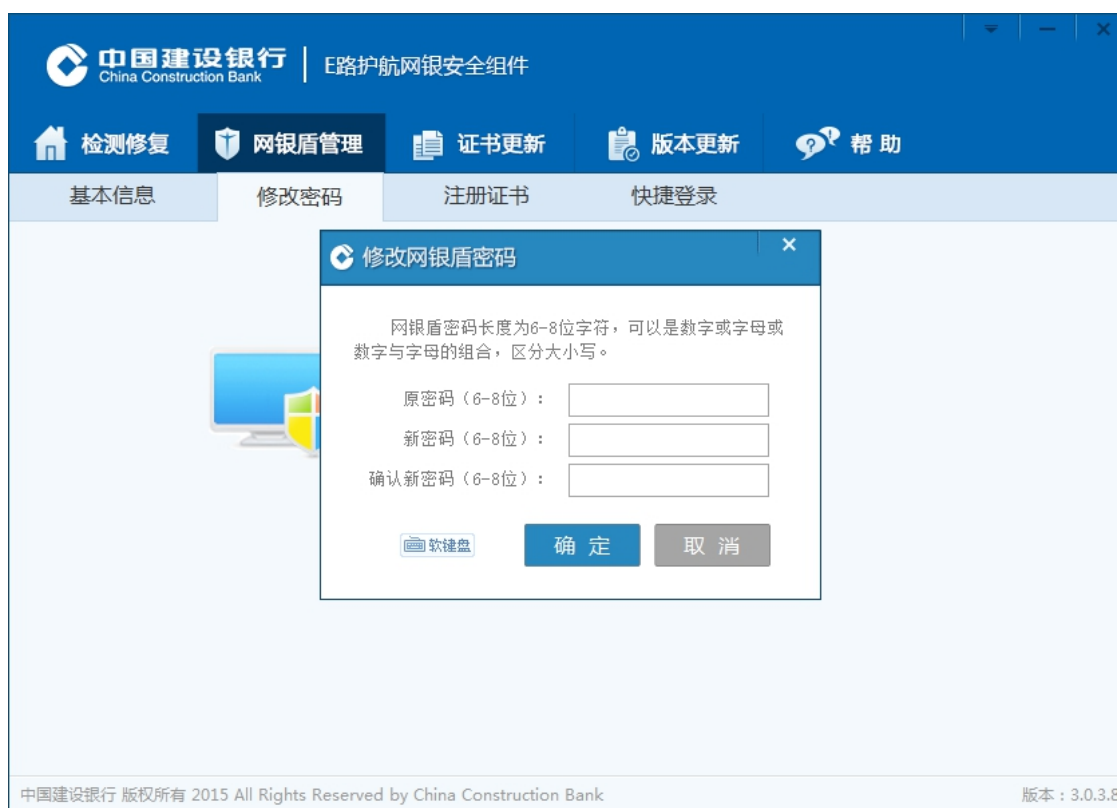 中国建设银行
China Construction Bank
E路护航网银安全组件
检测修复 网银盾管理 证书更新 版本更新 帮 助
基本信息 修改密码 注册证书 快捷登录
修改网银盾密码
网银盾密码长度为6-8位字符，可以是数字或字母或
数字与字母的组合，区分大小写。
原密码（6-8位）：
新密码（6-8位）：
确认新密码（6-8位）：
软键盘 确 定 取 消
中国建设银行 版权所有 2015 All Rights Reserved by China Construction Bank 版本：3.0.3.8